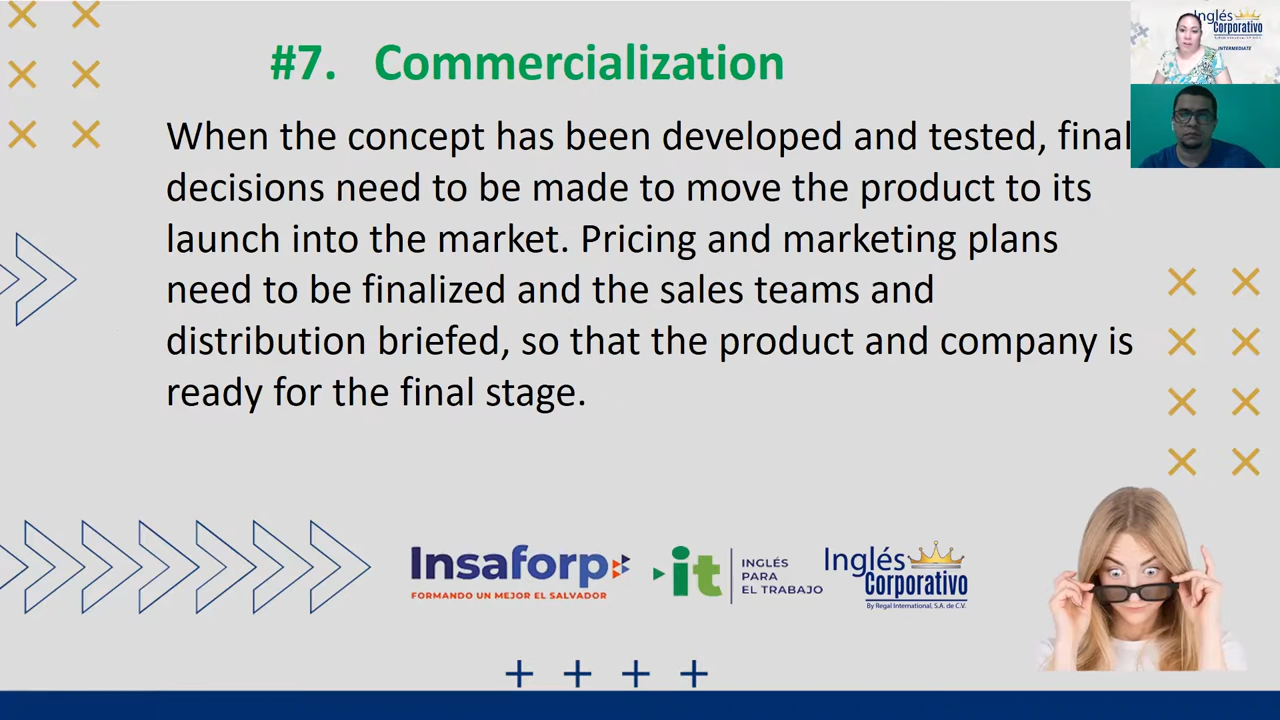 #7. Commercialization
When the concept has been developed and tested, final
decisions need to be made to move the product to its
launch into the market. Pricing and marketing plans
need to be finalized and the sales teams and
distribution briefed, so that the product and company is
ready for the final stage.
Inglés
Corporativo
INTERMEDIATE
Insaforp
FORMANDO UN MEJOR EL SALVADOR
it
INGLÉS
PARA
EL TRABAJO
Inglés
Corporativo
By Regal International, S.A. de C.V.